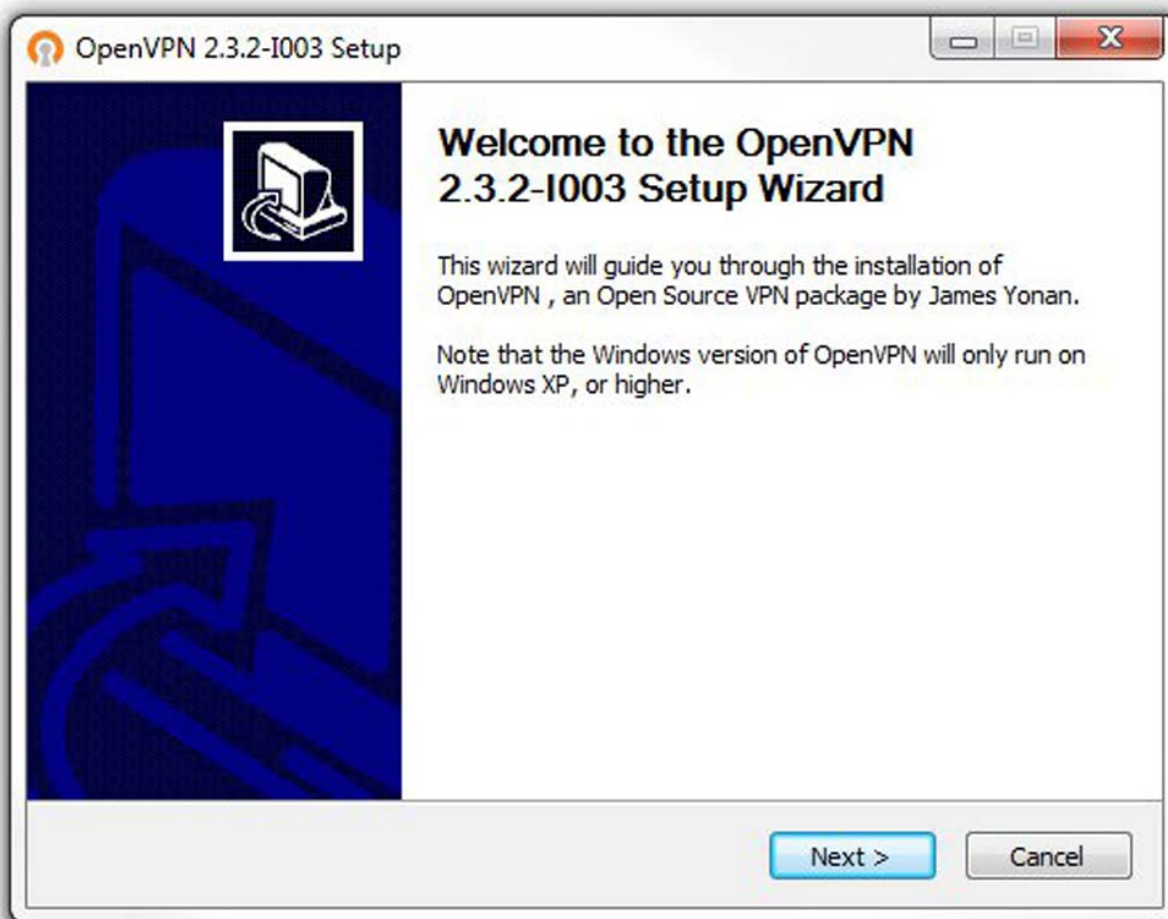 OpenVPN 2.3.2-I003 Setup
Welcome to the OpenVPN
2.3.2-I003 Setup Wizard
This wizard will guide you through the installation of
OpenVPN , an Open Source VPN package by James Yonan.
Note that the Windows version of OpenVPN will only run on
Windows XP, or higher.
Next >
Cancel